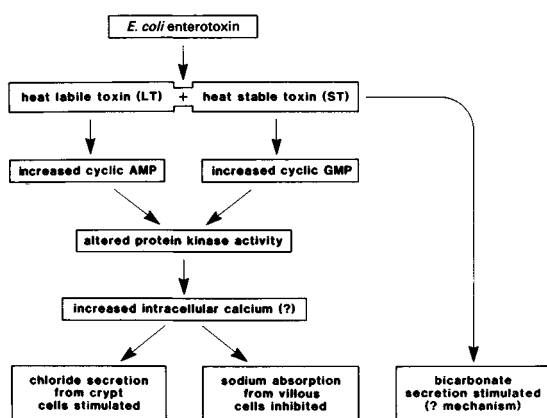 E. coli enterotoxin
heat labile toxin (LT) + heat stable toxin (ST)
increased cyclic AMP
increased cyclic GMP
altered protein kinase activity
increased intracellular calcium (?)
chloride secretion
from crypt
cells stimulated
sodium absorption
from villous
cells inhibited
bicarbonate
secretion stimulated
(? mechanism)